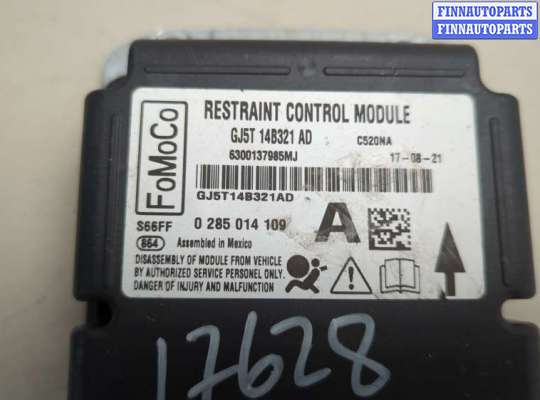 FINNAUTOPARTS
FINNAUTOPARTS
FoMoCo
RESTRAINT CONTROL MODULE
GJ5T 14B321 AD C520NA
6300137985MJ 17-08-21
GJ5T14B321AD
S66FF 0 285 014 109 A
864 Assembled in Mexico
DISASSEMBLY OF MODULE FROM VEHICLE
BY AUTHORIZED SERVICE PERSONEL ONLY.
DANGER OF INJURY AND MALFUNCTION
17628